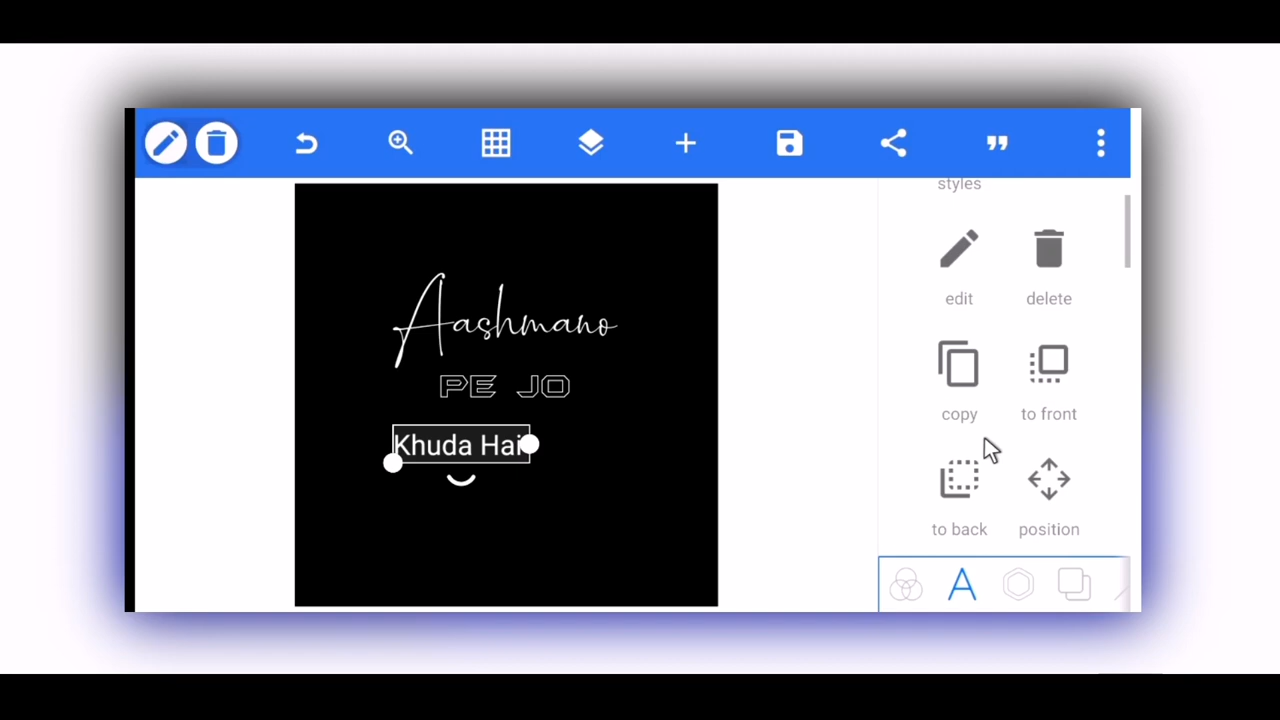 styles
edit delete
copy to front
to back position
Aashmano
PE JO
Khuda Hai